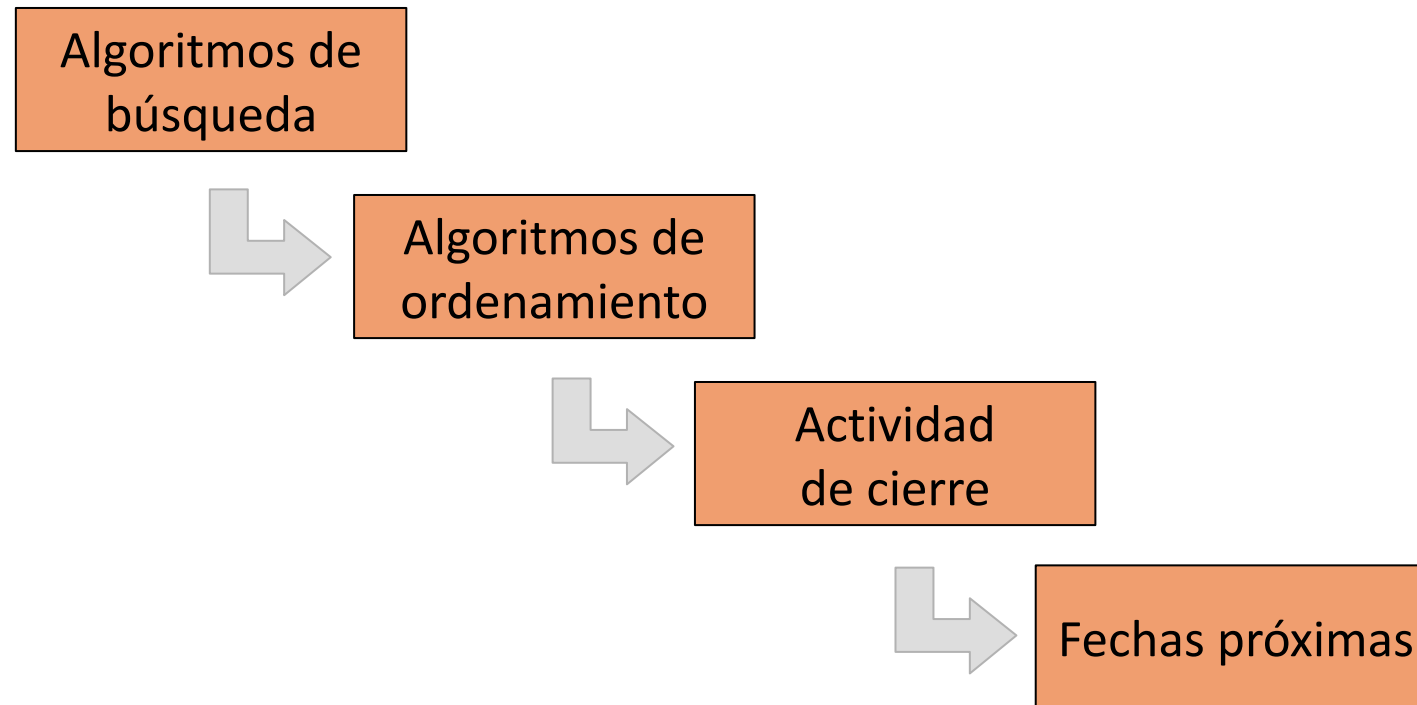 Algoritmos de
búsqueda
Algoritmos de
ordenamiento
Actividad
de cierre
Fechas próximas